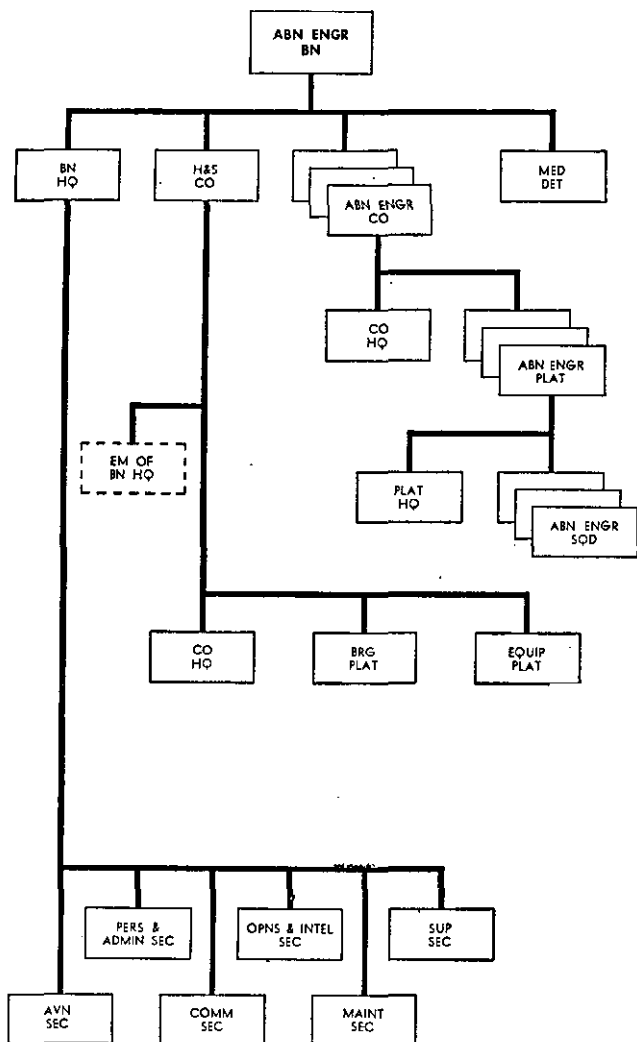 ABN ENGR
BN
BN
HQ
H&S
CO
ABN ENGR
CO
MED
DET
CO
HQ
ABN ENGR
PLAT
EM OF
BN HQ
PLAT
HQ
ABN ENGR
SQD
CO
HQ
BRG
PLAT
EQUIP
PLAT
PERS &
ADMIN SEC
OPNS & INTEL
SEC
SUP
SEC
AVN
SEC
COMM
SEC
MAINT
SEC